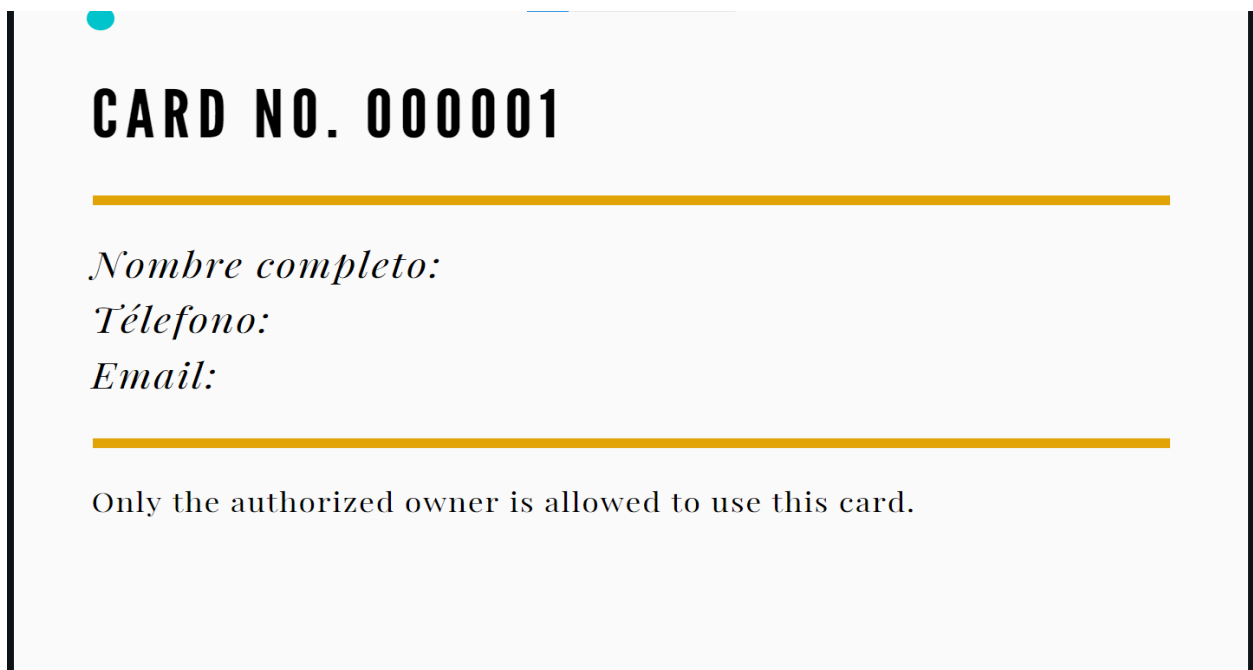 CARD NO. 000001
Nombre completo:
Télefono:
Email:
Only the authorized owner is allowed to use this card.